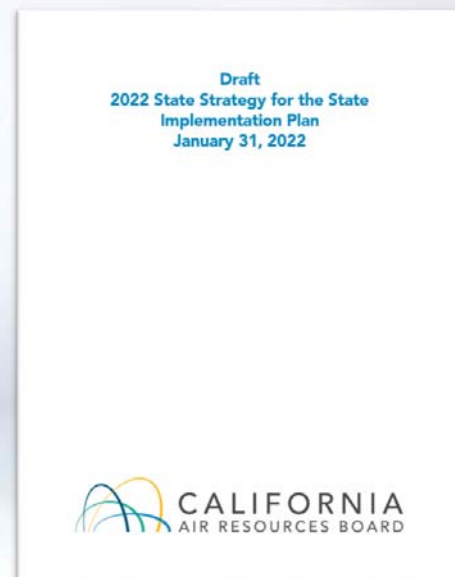 Draft
2022 State Strategy for the State
Implementation Plan
January 31, 2022
CALIFORNIA
AIR RESOURCES BOARD